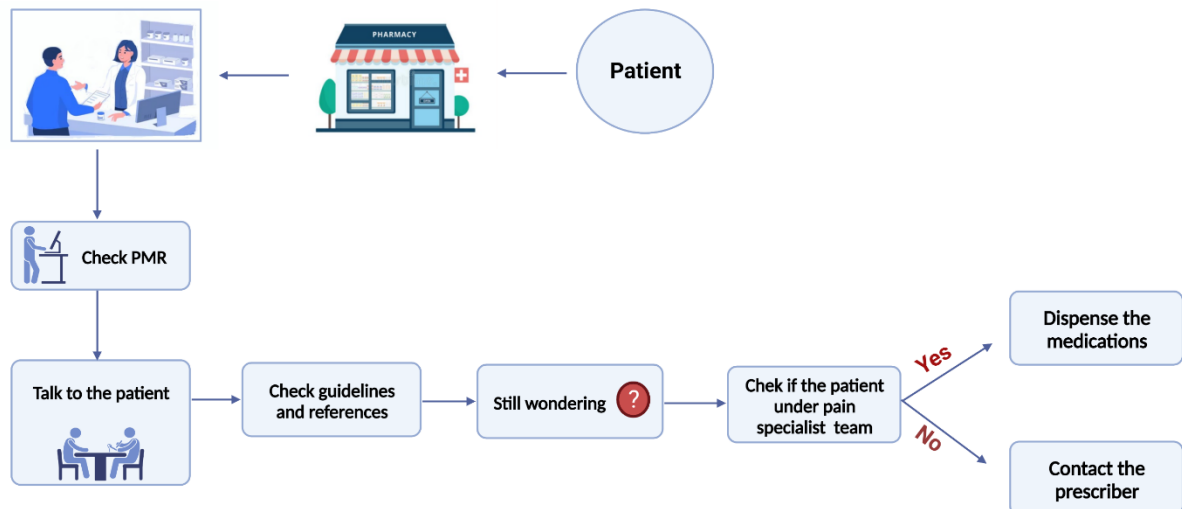 PHARMACY
Patient
Check PMR
Talk to the patient
Check guidelines
and references
Still wondering
?
Chek if the patient
under pain
specialist team
Yes
No
Dispense the
medications
Contact the
prescriber